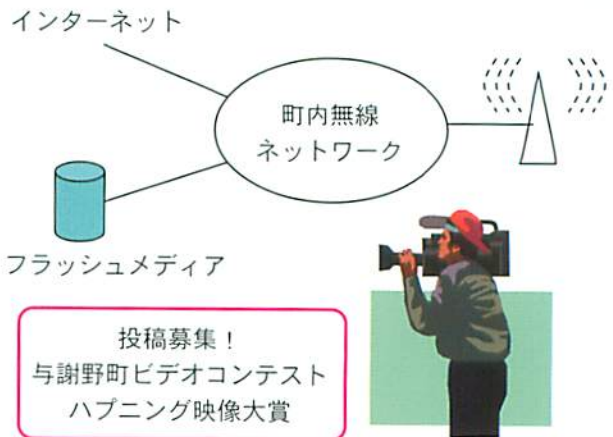 インターネット
町内無線
ネットワーク
フラッシュメディア
投稿募集！
与謝野町ビデオコンテスト
ハプニング映像大賞